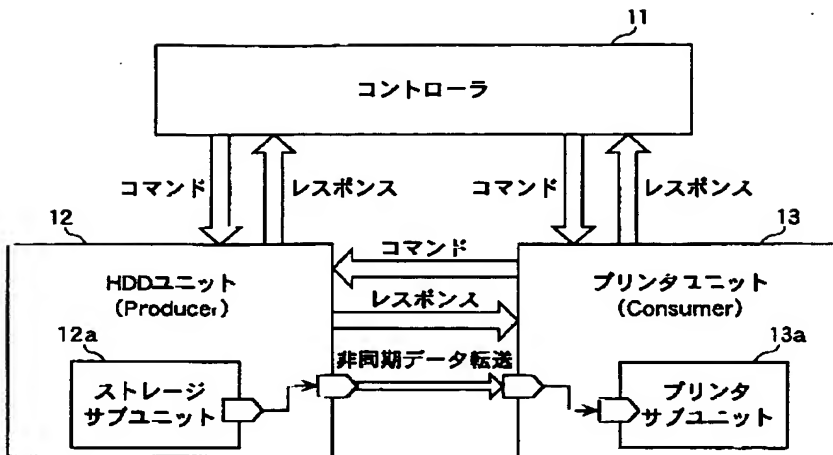 11
コントローラ
コマンド
レスポンス
コマンド
レスポンス
12
13
コマンド
HDDユニット
(Producer)
プリンタユニット
(Consumer)
レスポンス
12a
13a
非同期データ転送
ストレージ
サブユニット
プリンタ
サブユニット